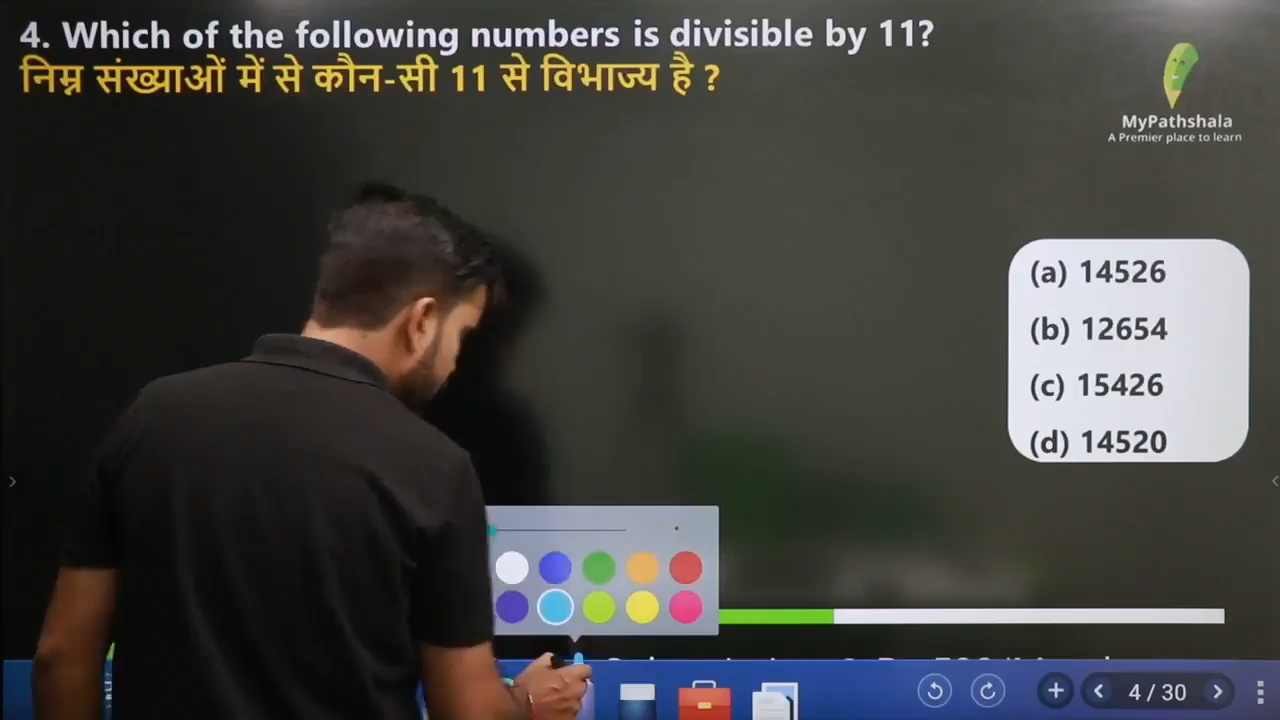 4. Which of the following numbers is divisible by 11?
निम्न संख्याओं में से कौन-सी 11 से विभाज्य है ?
MyPathshala
A Premier place to learn
(a) 14526
(b) 12654
(c) 15426
(d) 14520
4 / 30